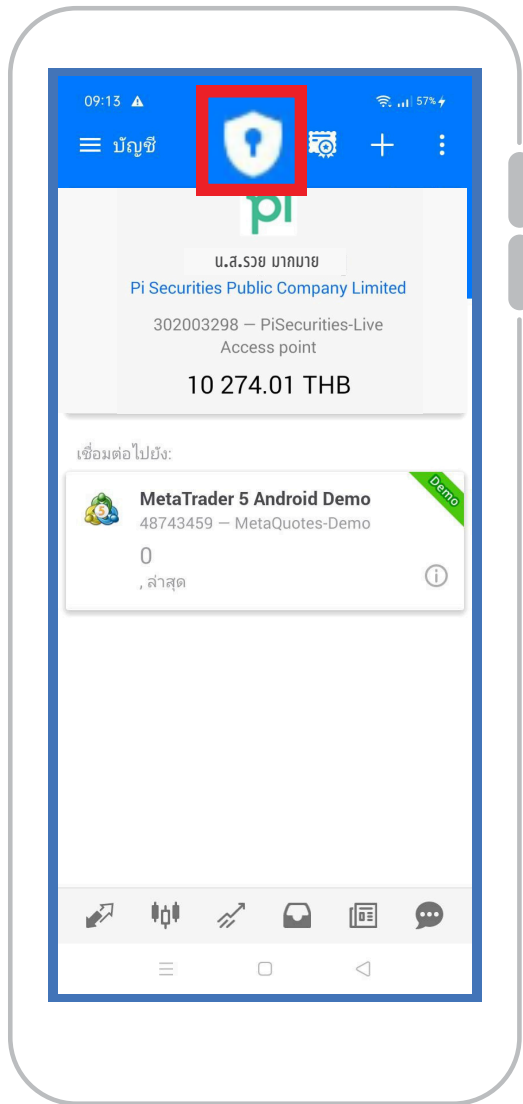 09:13
57%
บัญชี
pi
น.ส.รวย มากมาย
Pi Securities Public Company Limited
302003298 — PiSecurities-Live
Access point
10 274.01 THB
เชื่อมต่อไปยัง:
MetaTrader 5 Android Demo
Demo
48743459 — MetaQuotes-Demo
0
, ล่าสุด